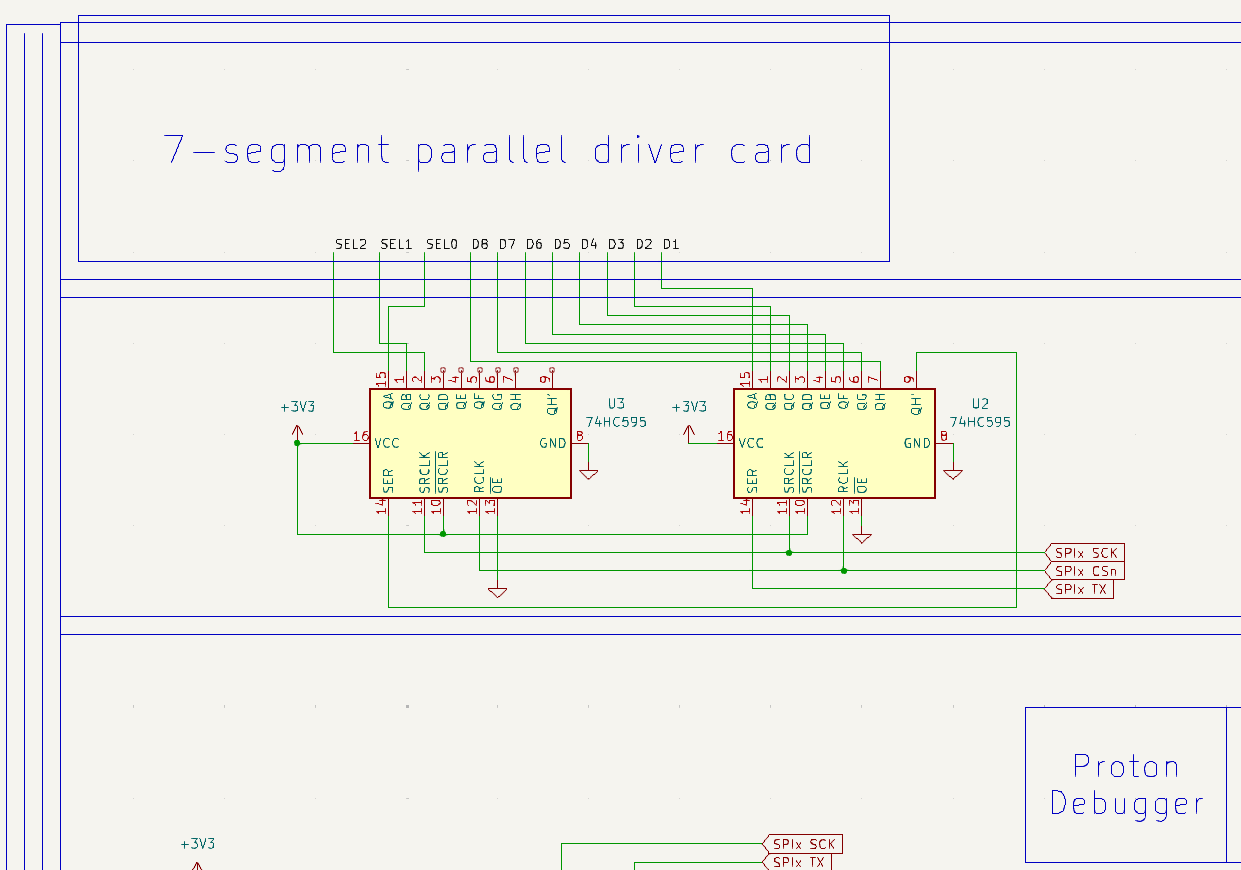 7-segment parallel driver card
SEL2 SEL1 SEL0 D8 D7 D6 D5 D4 D3 D2 D1
15 1 2 3 4 5 6 7 9
QA QB QC QD QE QF QG QH QH'
+3V3
16 VCC
GND 8
U3
74HC595
SER SRCLK SRCLR RCLK OE
14 11 10 12 13
15 1 2 3 4 5 6 7 9
QA QB QC QD QE QF QG QH QH'
+3V3
16 VCC
GND 8
U2
74HC595
SER SRCLK SRCLR RCLK OE
14 11 10 12 13
SPIx SCK
SPIx CSn
SPIx TX
Proton
Debugger
+3V3
SPIx SCK
SPIx TX